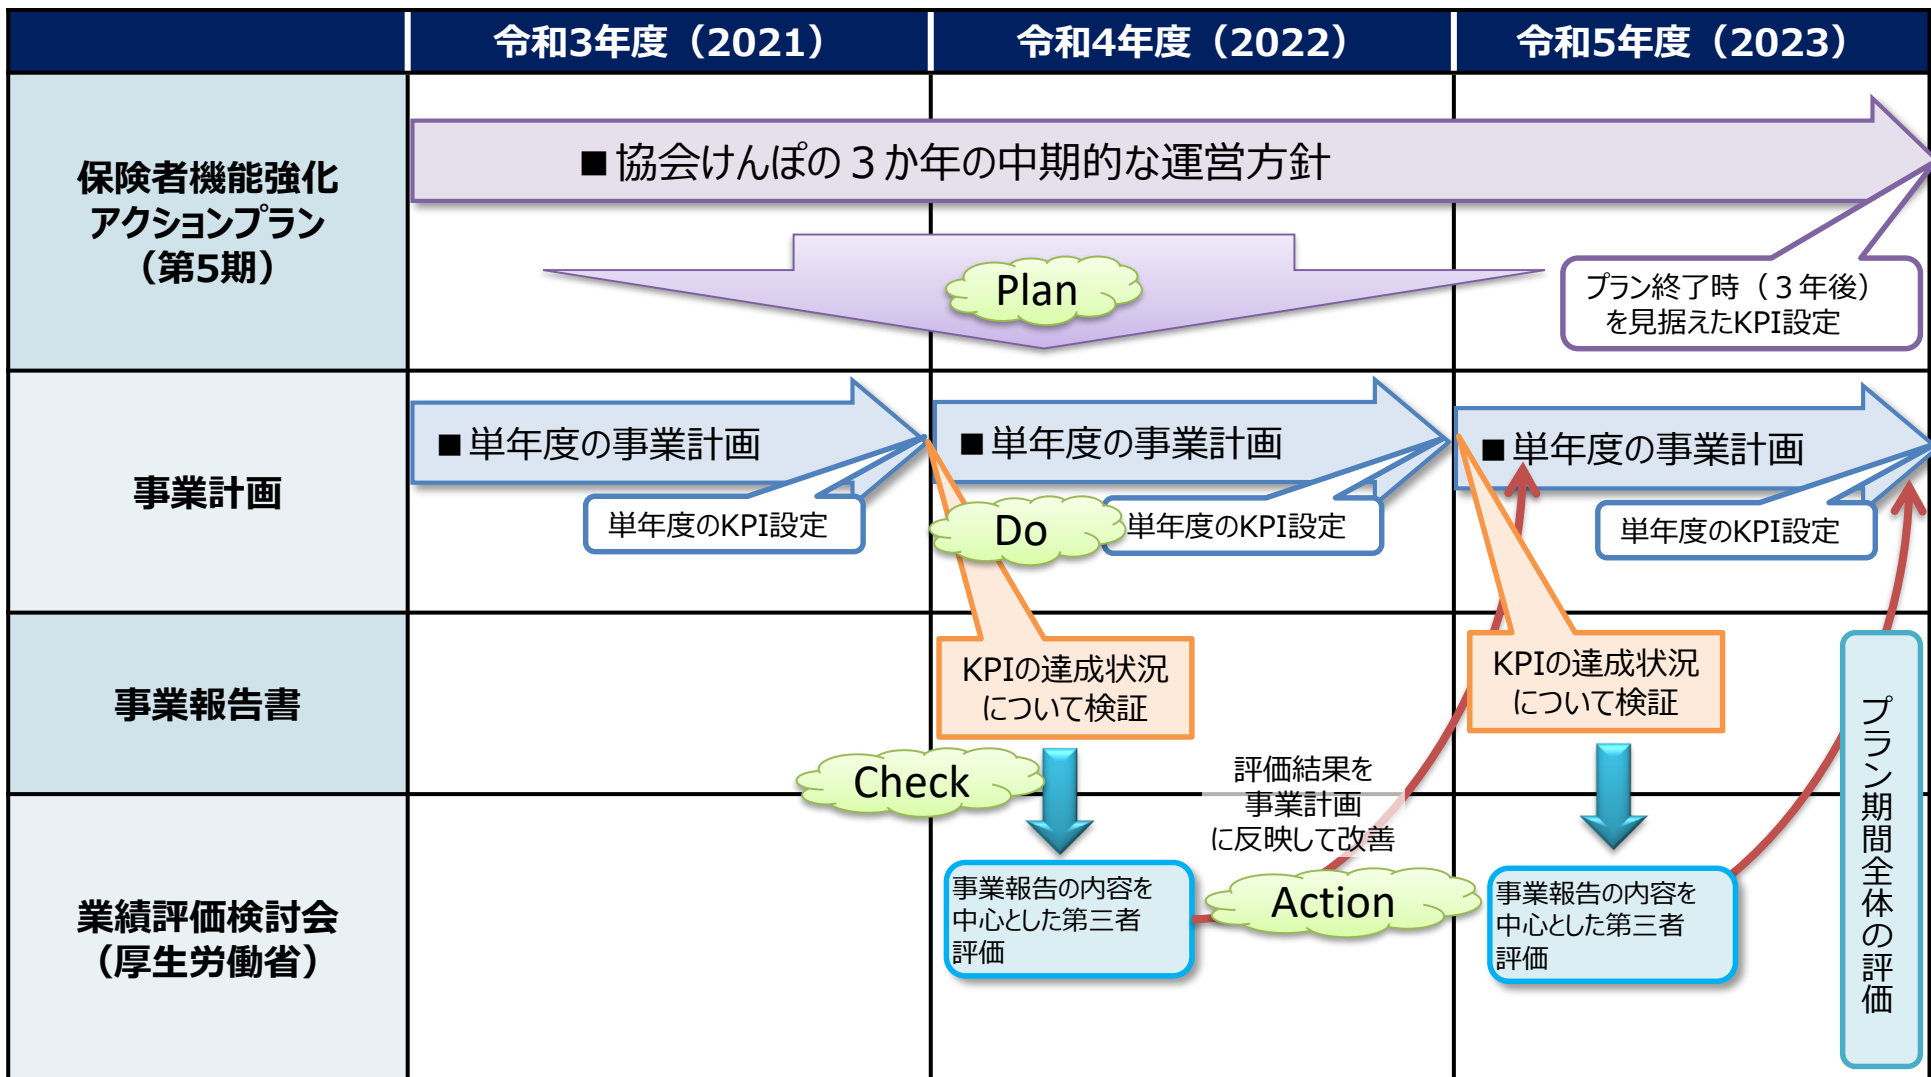 令和3年度（2021）
令和4年度（2022）
令和5年度（2023）
保険者機能強化
アクションプラン
（第5期）
■協会けんぽの３か年の中期的な運営方針
Plan
プラン終了時（３年後）
を見据えたKPI設定
事業計画
■単年度の事業計画
単年度のKPI設定
■単年度の事業計画
Do
単年度のKPI設定
■単年度の事業計画
単年度のKPI設定
事業報告書
KPIの達成状況
について検証
KPIの達成状況
について検証
Check
評価結果を
事業計画
に反映して改善
プラン期間全体の評価
業績評価検討会
（厚生労働省）
事業報告の内容を
中心とした第三者
評価
Action
事業報告の内容を
中心とした第三者
評価